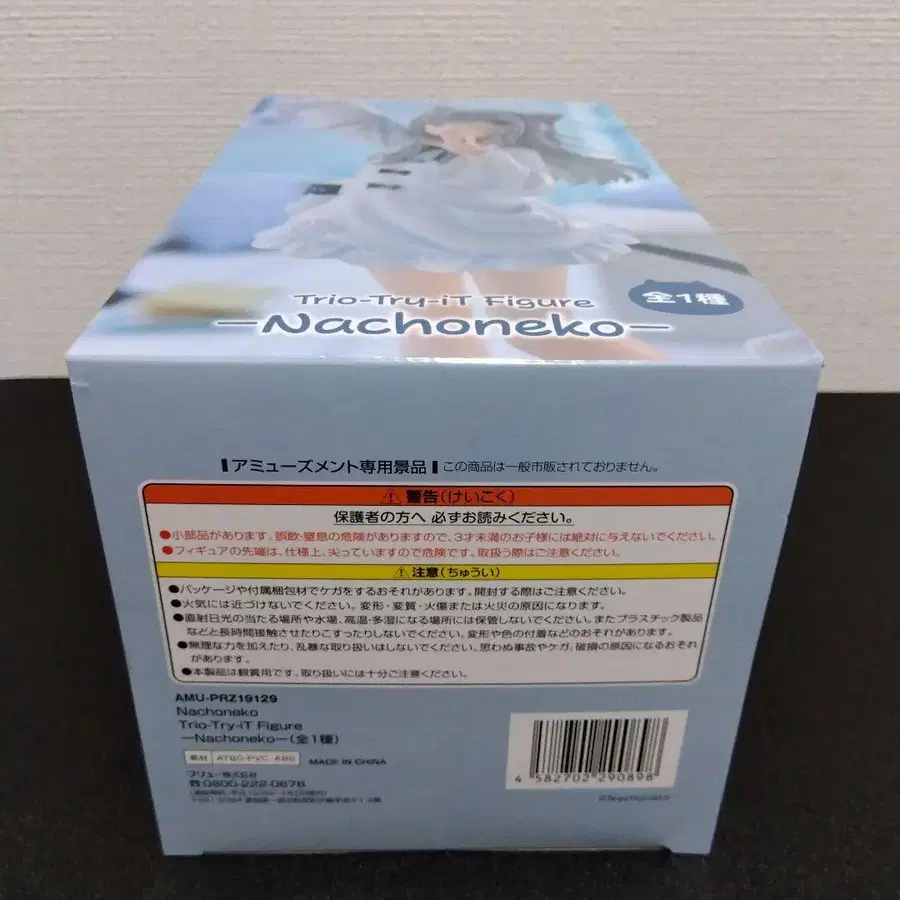 Trio-Try-iT Figure
—Nachoneko—
全1種
アミューズメント専用景品 この商品は一般市販されておりません。
警告(けいこく)
保護者の方へ 必ずお読みください。
●小部品があります。誤飲・窒息の危険がありますので、3才未満のお子様には絶対に与えないでください。
●フィギュアの先端は、仕様上、尖っていますので危険です。取扱う際はご注意ください。
注意(ちゅうい)
●パッケージや付属梱包材でケガをするおそれがあります。開封する際はご注意ください。
●火気には近づけないでください。変形・変質・火傷または火災の原因になります。
●直射日光の当たる場所や水場、高温・多湿になる場所には保管しないでください。またプラスチック製品
などと長時間接触させたりこすったりしないでください。変形や色の付着などのおそれがあります。
●無理な力を加えたり、乱暴な取り扱いはしないでください。思わぬ事故やケガ、破損の原因になるおそれ
があります。
●本製品は観賞用です。取り扱いには十分ご注意ください。
AMU-PRZ19129
Nachoneko
Trio-Try-iT Figure
—Nachoneko—(全1種)
素材 ATBC-PVC・ABS MADE IN CHINA
フリュー株式会社
☎0800-222-0678
4 582702 290898